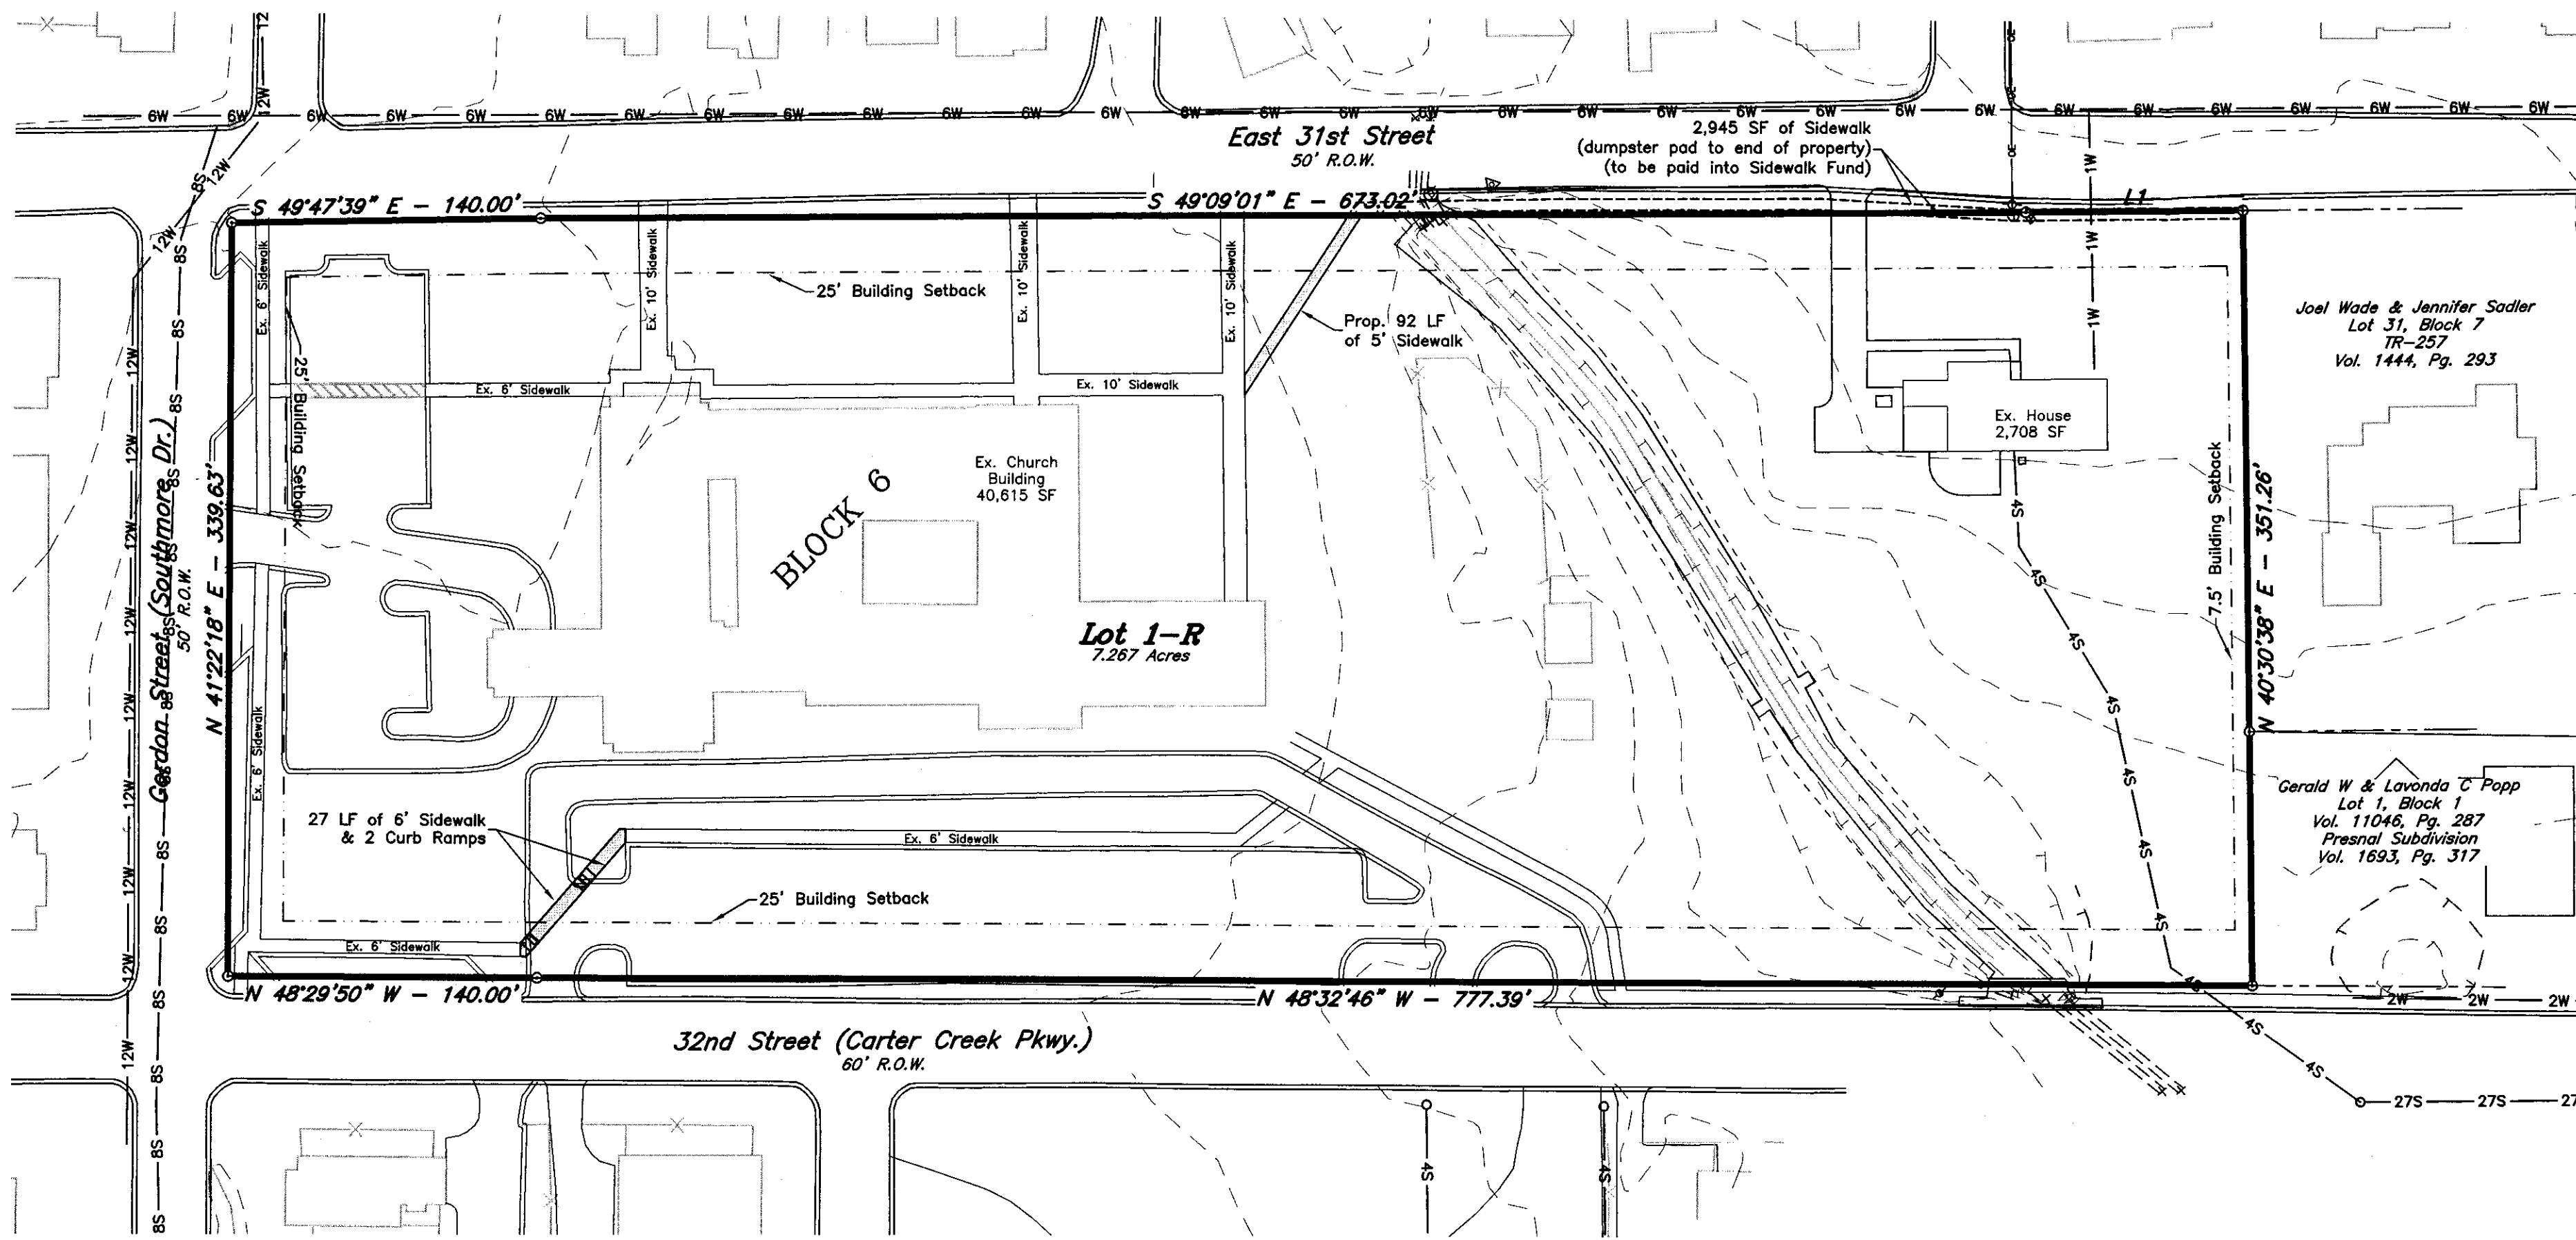 East 31st Street
50' R.O.W.
2,945 SF of Sidewalk
(dumpster pad to end of property)
(to be paid into Sidewalk Fund)
S 49°47'39" E - 140.00'
S 49°09'01" E - 673.02'
L1
Ex. 6' Sidewalk
Ex. 10' Sidewalk
Ex. 10' Sidewalk
Ex. 10' Sidewalk
25' Building Setback
25' Building Setback
Prop. 92 LF
of 5' Sidewalk
Ex. 6' Sidewalk
Ex. 10' Sidewalk
Joel Wade & Jennifer Sadler
Lot 31, Block 7
TR-257
Vol. 1444, Pg. 293
Ex. House
2,708 SF
Ex. Church
Building
40,615 SF
BLOCK 6
Lot 1-R
7.267 Acres
Gordon Street (Southmore Dr.)
50' R.O.W.
N 41°22'18" E - 339.63'
7.5' Building Setback
N 40°30'38" E - 351.26'
Ex. 6' Sidewalk
27 LF of 6' Sidewalk
& 2 Curb Ramps
Ex. 6' Sidewalk
25' Building Setback
Gerald W & Lavonda C Popp
Lot 1, Block 1
Vol. 11046, Pg. 287
Presnal Subdivision
Vol. 1693, Pg. 317
Ex. 6' Sidewalk
N 48°29'50" W - 140.00'
N 48°32'46" W - 777.39'
32nd Street (Carter Creek Pkwy.)
60' R.O.W.
6W
12W
8S
1W
4S
2W
27S